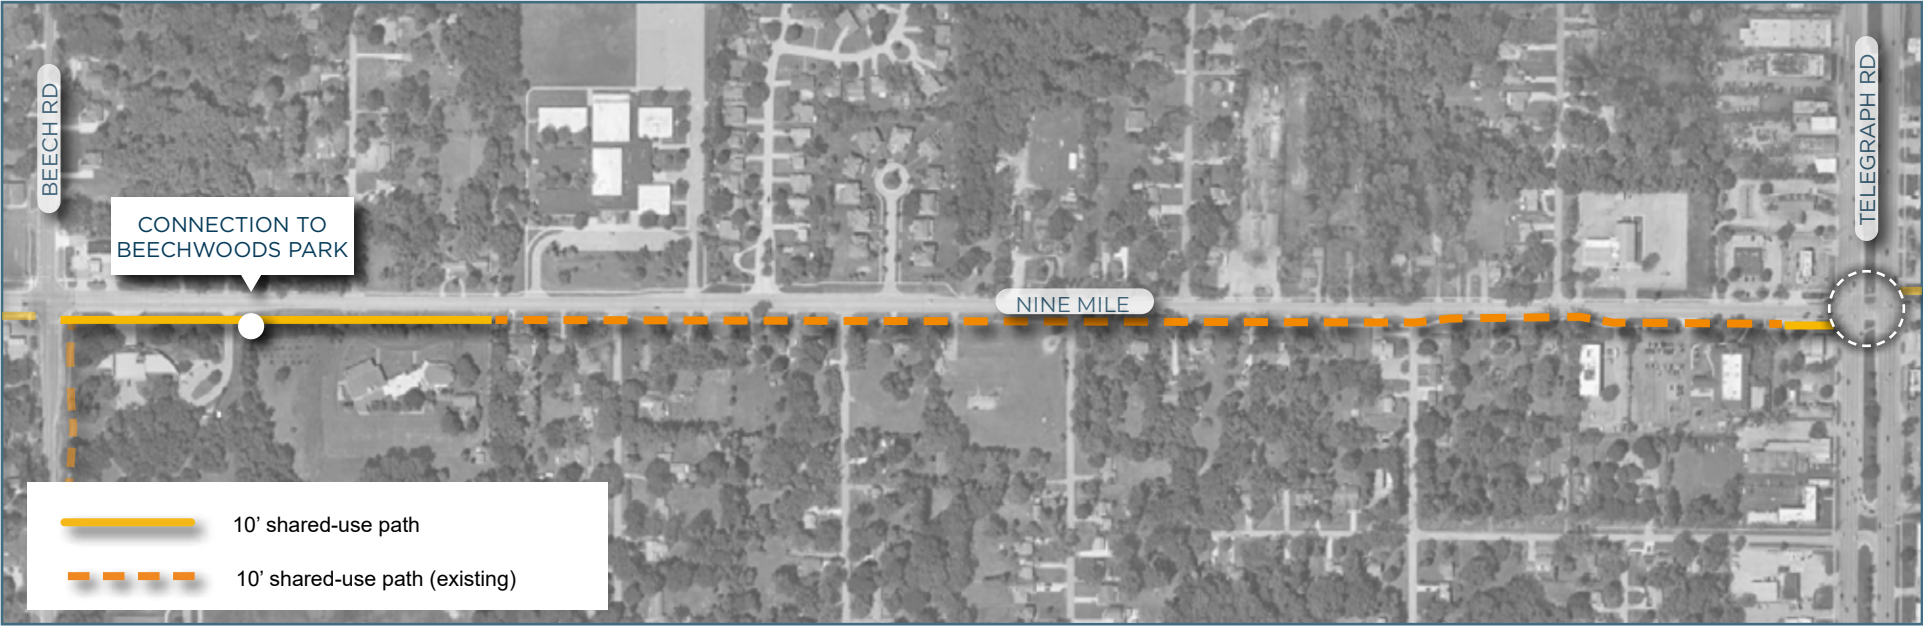 BEECH RD
TELEGRAPH RD
CONNECTION TO
BEECHWOODS PARK
NINE MILE
10’ shared-use path
10’ shared-use path (existing)